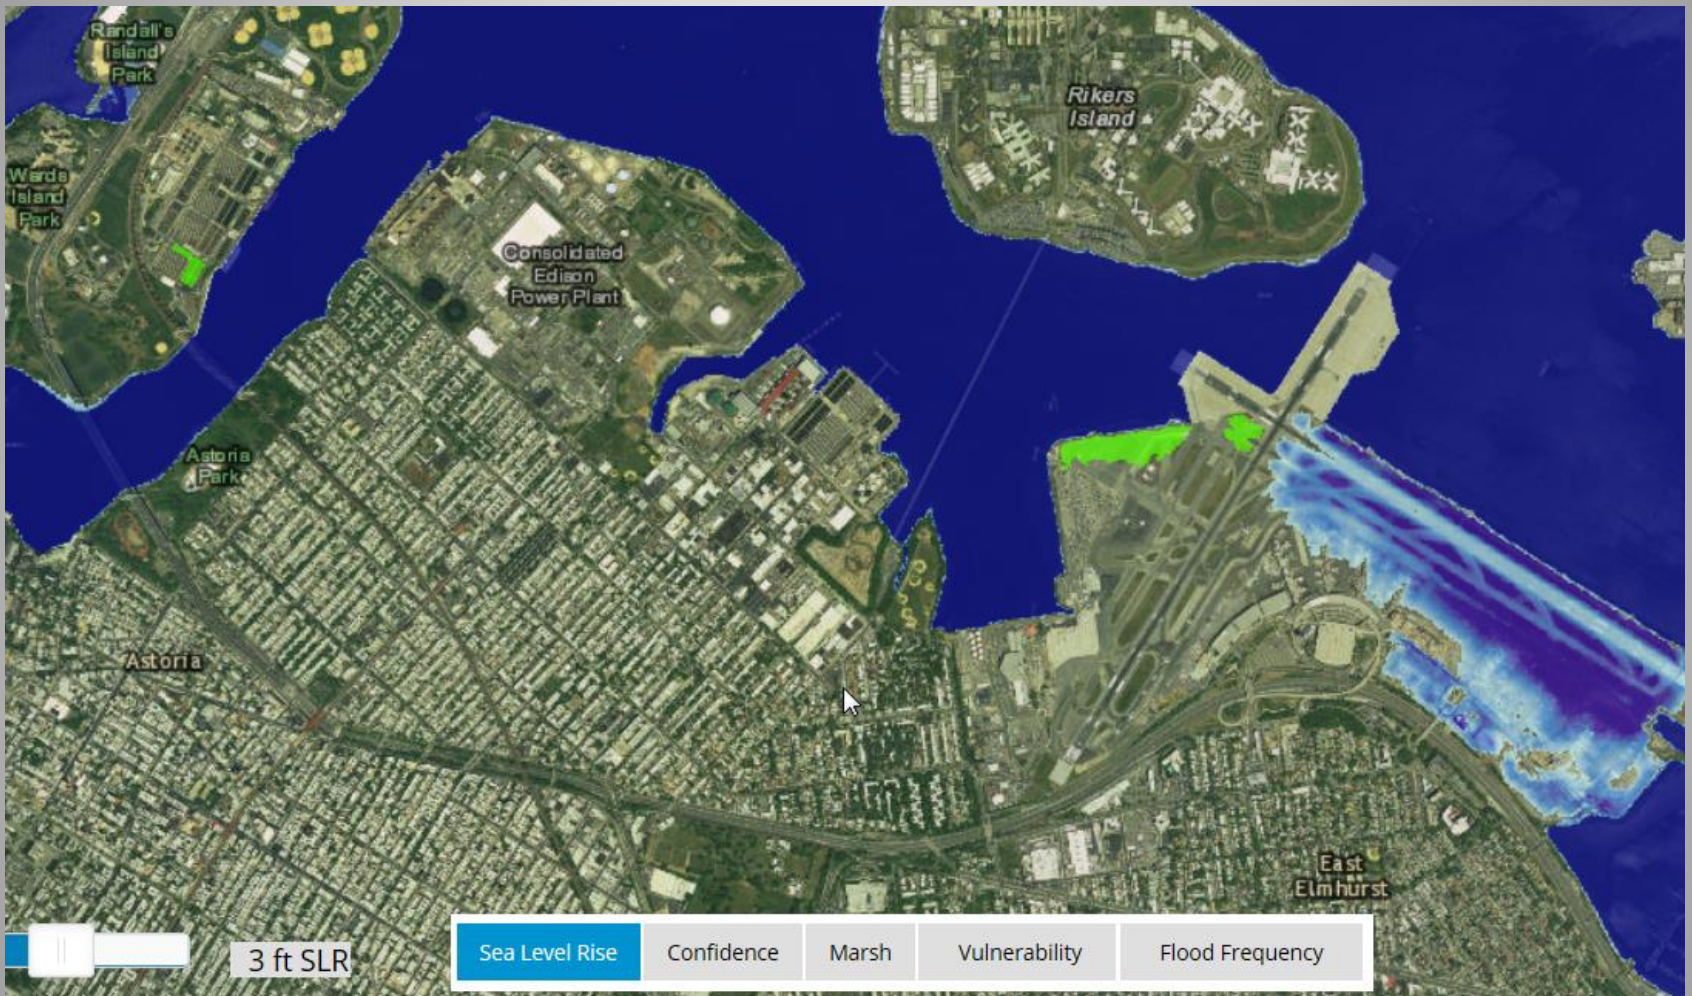 Randall's
Island
Park
Rikers
Island
Wards
Island
Park
Consolidated
Edison
Power Plant
Astoria
Park
Astoria
East
Elmhurst
3 ft SLR
Sea Level Rise
Confidence
Marsh
Vulnerability
Flood Frequency